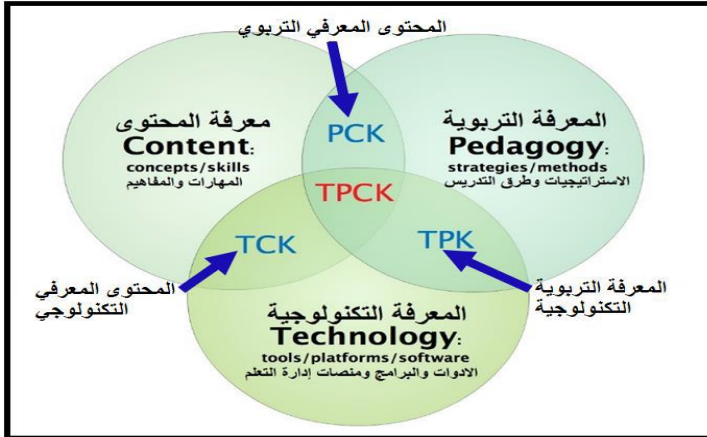 المحتوى المعرفي التربوي
معرفة المحتوى
Content:
concepts/skills
المهارات والمفاهيم
PCK
المعرفة التربوية
Pedagogy:
strategies/methods
الاستراتيجيات وطرق التدريس
TPCK
TCK
TPK
المحتوى المعرفي
التكنولوجي
المعرفة التربوية
التكنولوجية
المعرفة التكنولوجية
Technology:
tools/platforms/software
الادوات والبرامج ومنصات إدارة التعلم